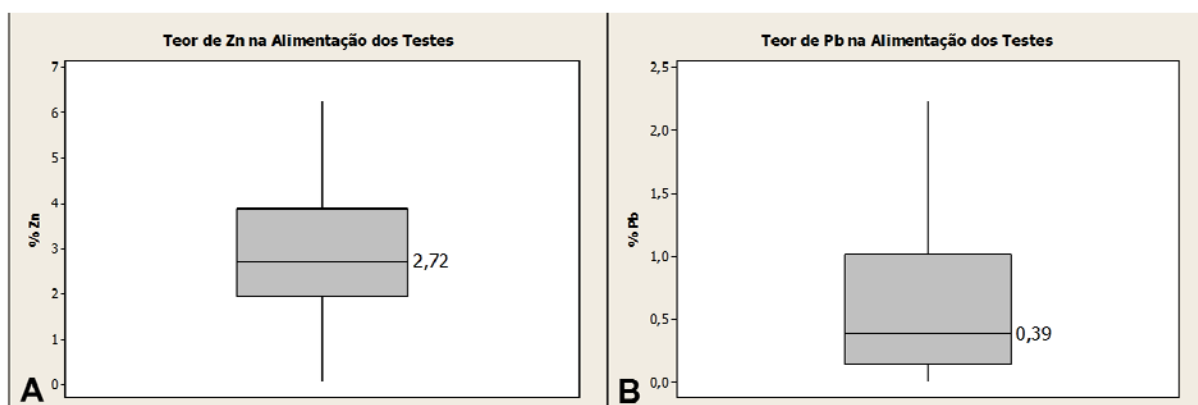 Teor de Zn na Alimentação dos Testes
7
6
5
4
3
2
1
0
% Zn
2,72
A
Teor de Pb na Alimentação dos Testes
2,5
2,0
1,5
1,0
0,5
0,0
% Pb
0,39
B